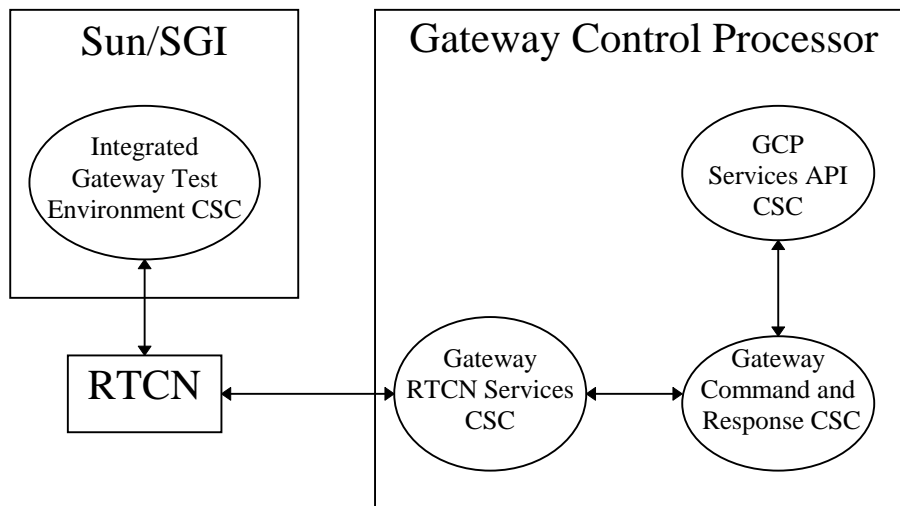 Sun/SGI
Integrated
Gateway Test
Environment CSC
RTCN
Gateway Control Processor
GCP
Services API
CSC
Gateway
RTCN Services
CSC
Gateway
Command and
Response CSC